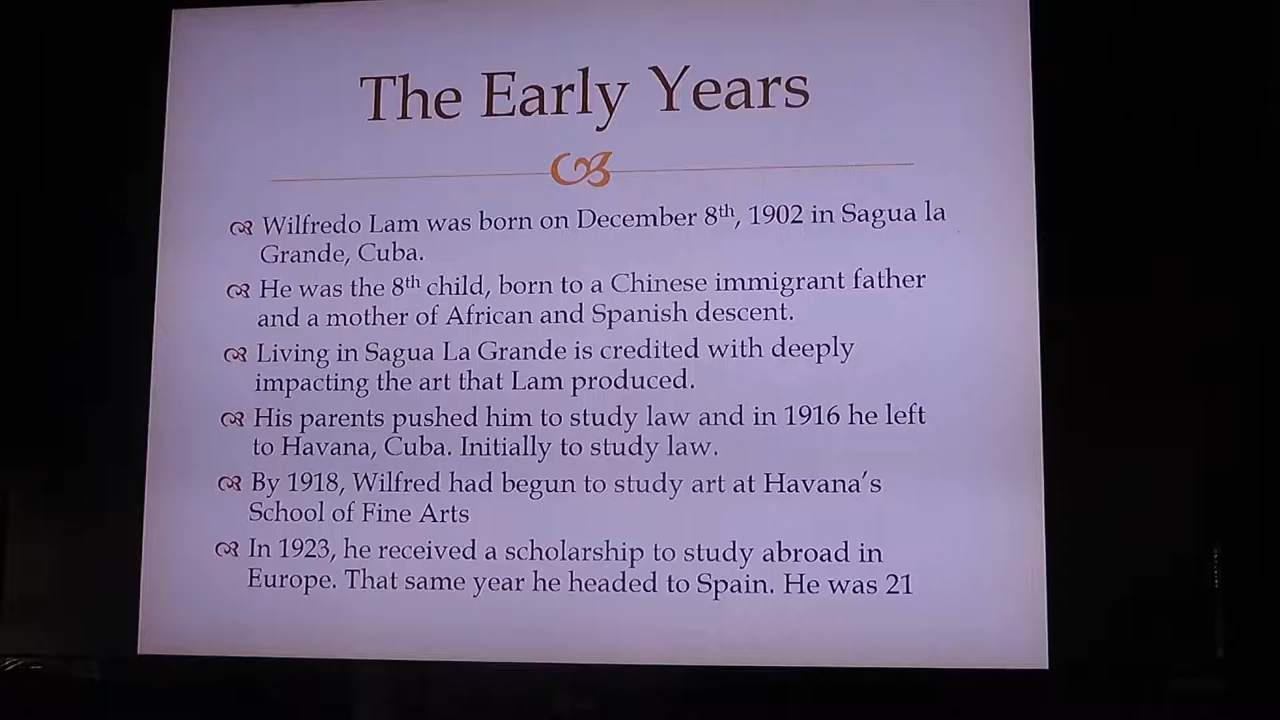 The Early Years
Wilfredo Lam was born on December 8th, 1902 in Sagua la
Grande, Cuba.
He was the 8th child, born to a Chinese immigrant father
and a mother of African and Spanish descent.
Living in Sagua La Grande is credited with deeply
impacting the art that Lam produced.
His parents pushed him to study law and in 1916 he left
to Havana, Cuba. Initially to study law.
By 1918, Wilfred had begun to study art at Havana’s
School of Fine Arts
In 1923, he received a scholarship to study abroad in
Europe. That same year he headed to Spain. He was 21